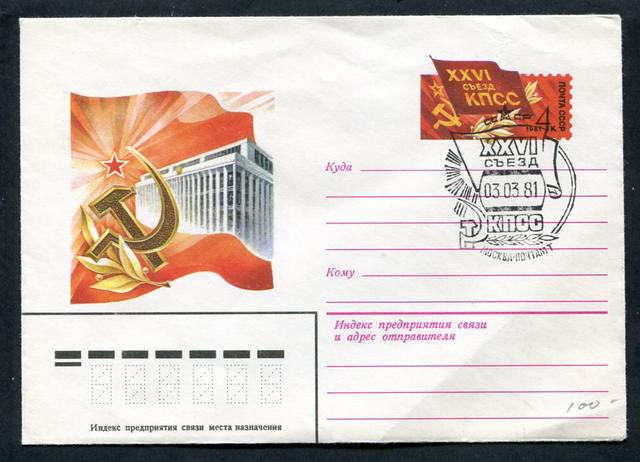 XXVI
СЪЕЗД
КПСС
ПОЧТА СССР
4 к
1981
XXVI
СЪЕЗД
03.03.81
КПСС
МОСКВА-ПОЧТАМТ
Куда
Кому
Индекс предприятия связи
и адрес отправителя
Индекс предприятия связи места назначения
100-